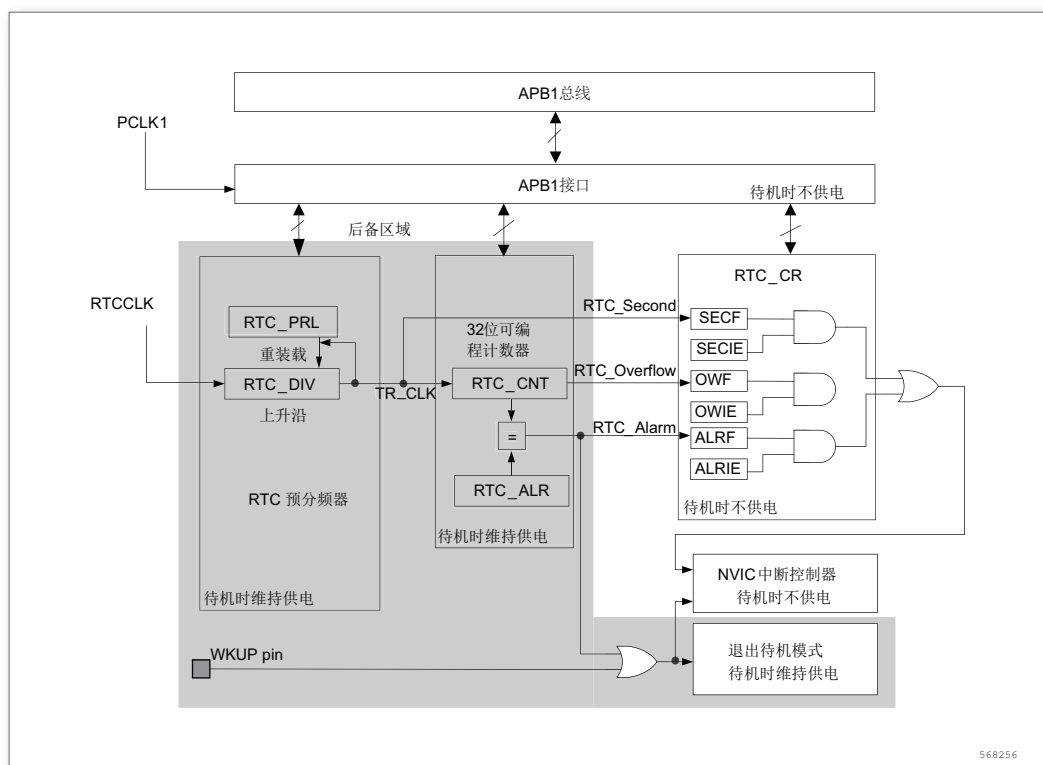 APB1总线
PCLK1
APB1接口
待机时不供电
后备区域
RTC_CR
RTCCLK
RTC_Second
RTC_PRL
32位可编
程计数器
SECF
重装载
SECIE
RTC_DIV
TR_CLK
RTC_CNT
RTC_Overflow
OWF
上升沿
OWIE
=
RTC_Alarm
ALRF
ALRIE
RTC 预分频器
RTC_ALR
待机时不供电
待机时维持供电
NVIC中断控制器
待机时不供电
待机时维持供电
WKUP pin
退出待机模式
待机时维持供电
568256